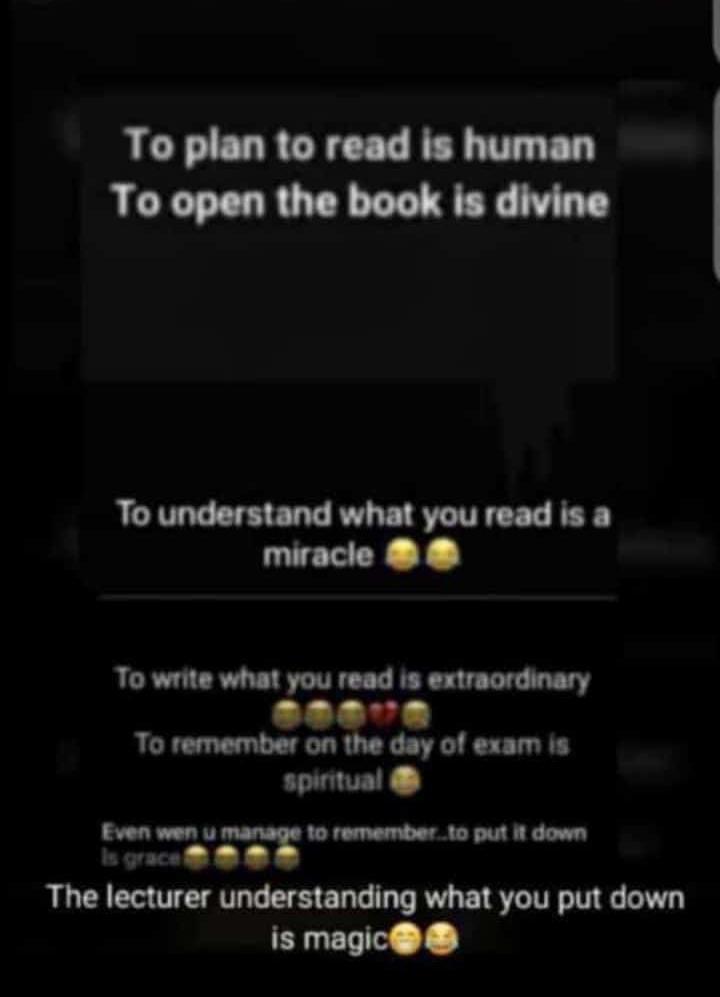 To plan to read is human
To open the book is divine
To understand what you read is a
miracle 😂😂
To write what you read is extraordinary
😂😂😂💔😭
To remember on the day of exam is
spiritual 😂
Even wen u manage to remember..to put it down
Is grace😂😂😂😂
The lecturer understanding what you put down
is magic😁😂